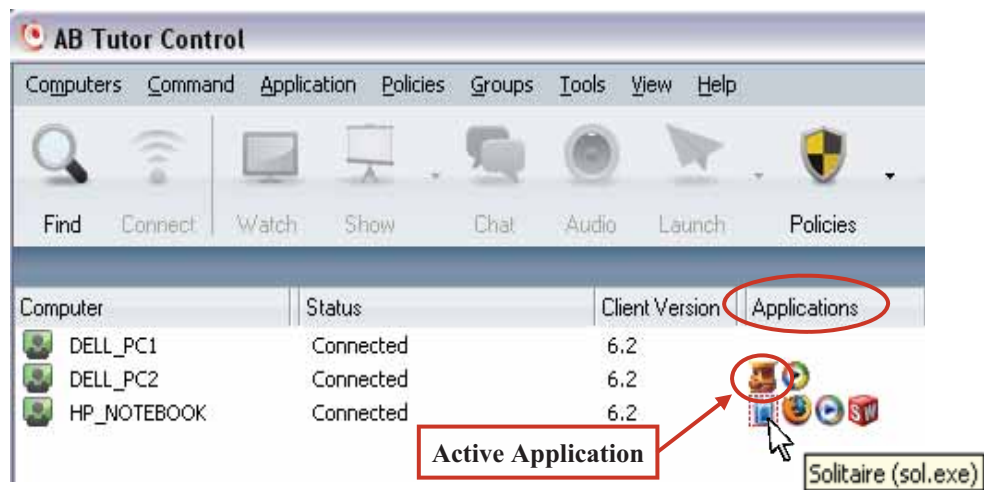 AB Tutor Control
Computers Command Application Policies Groups Tools View Help
Find Connect Watch Show Chat Audio Launch Policies
Computer Status Client Version Applications
DELL_PC1 Connected 6.2
DELL_PC2 Connected 6.2
HP_NOTEBOOK Connected 6.2
SW
Active Application
Solitaire (sol.exe)